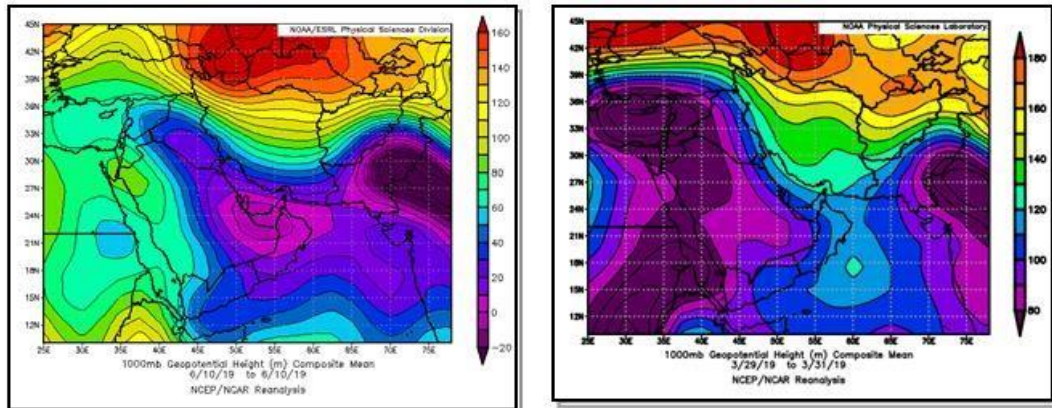 NOAA/ESRL Physical Sciences Division
45N
42N
39N
36N
33N
30N
27N
24N
21N
18N
15N
12N
25E 30E 35E 40E 45E 50E 55E 60E 65E 70E 75E
160
140
120
100
80
60
40
20
0
-20
1000mb Geopotential Height (m) Composite Mean
6/10/19 to 6/10/19
NCEP/NCAR Reanalysis
NOAA Physical Sciences Laboratory
45N
42N
39N
36N
33N
30N
27N
24N
21N
18N
15N
12N
25E 30E 35E 40E 45E 50E 55E 60E 65E 70E 75E
180
160
140
120
100
80
1000mb Geopotential Height (m) Composite Mean
3/29/19 to 3/31/19
NCEP/NCAR Reanalysis